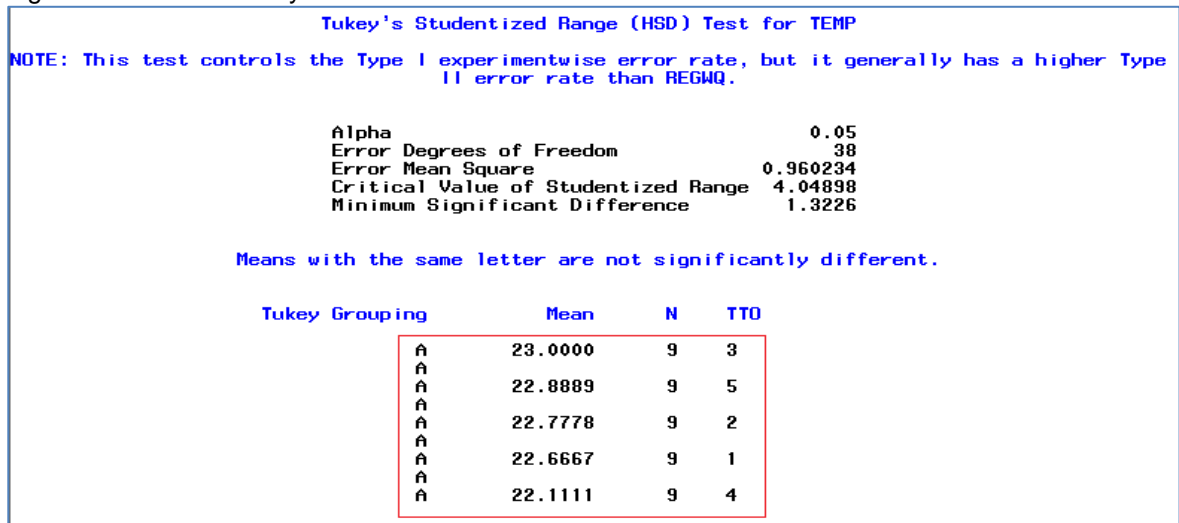 Tukey's Studentized Range (HSD) Test for TEMP
NOTE: This test controls the Type I experimentwise error rate, but it generally has a higher Type
II error rate than REGWQ.
Alpha 0.05
Error Degrees of Freedom 38
Error Mean Square 0.960234
Critical Value of Studentized Range 4.04898
Minimum Significant Difference 1.3226
Means with the same letter are not significantly different.
Tukey Grouping Mean N TTO
A 23.0000 9 3
A
A 22.8889 9 5
A
A 22.7778 9 2
A
A 22.6667 9 1
A
A 22.1111 9 4